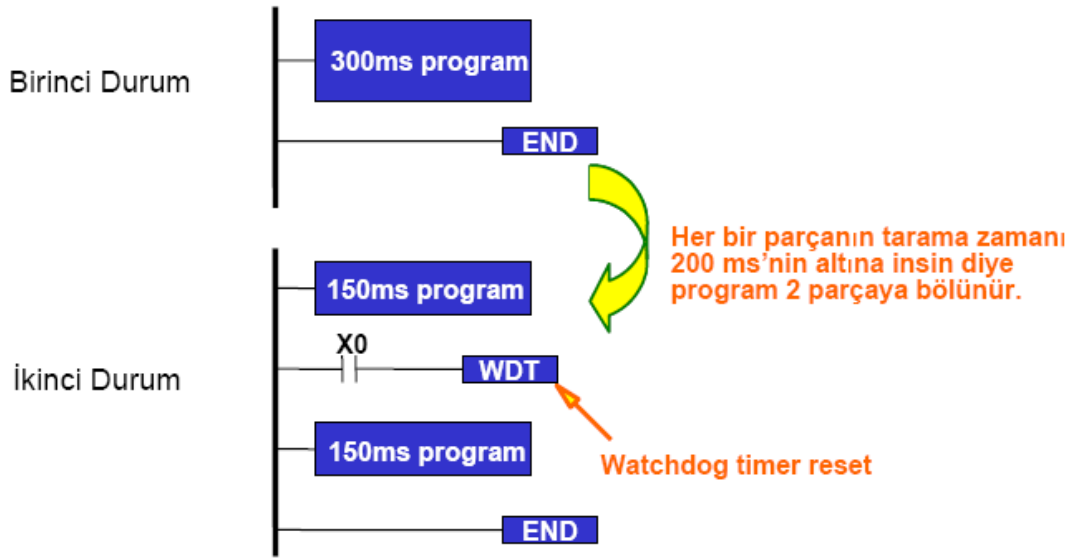 Birinci Durum
300ms program
END
Her bir parçanın tarama zamanı
200 ms'nin altına insin diye
program 2 parçaya bölünür.
İkinci Durum
150ms program
X0
WDT
150ms program
Watchdog timer reset
END